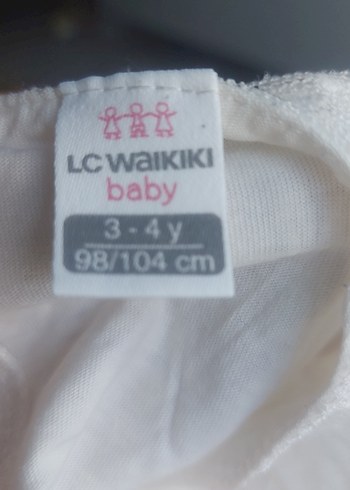 LC WAIKIKI
baby
3 - 4 y
98/104 cm